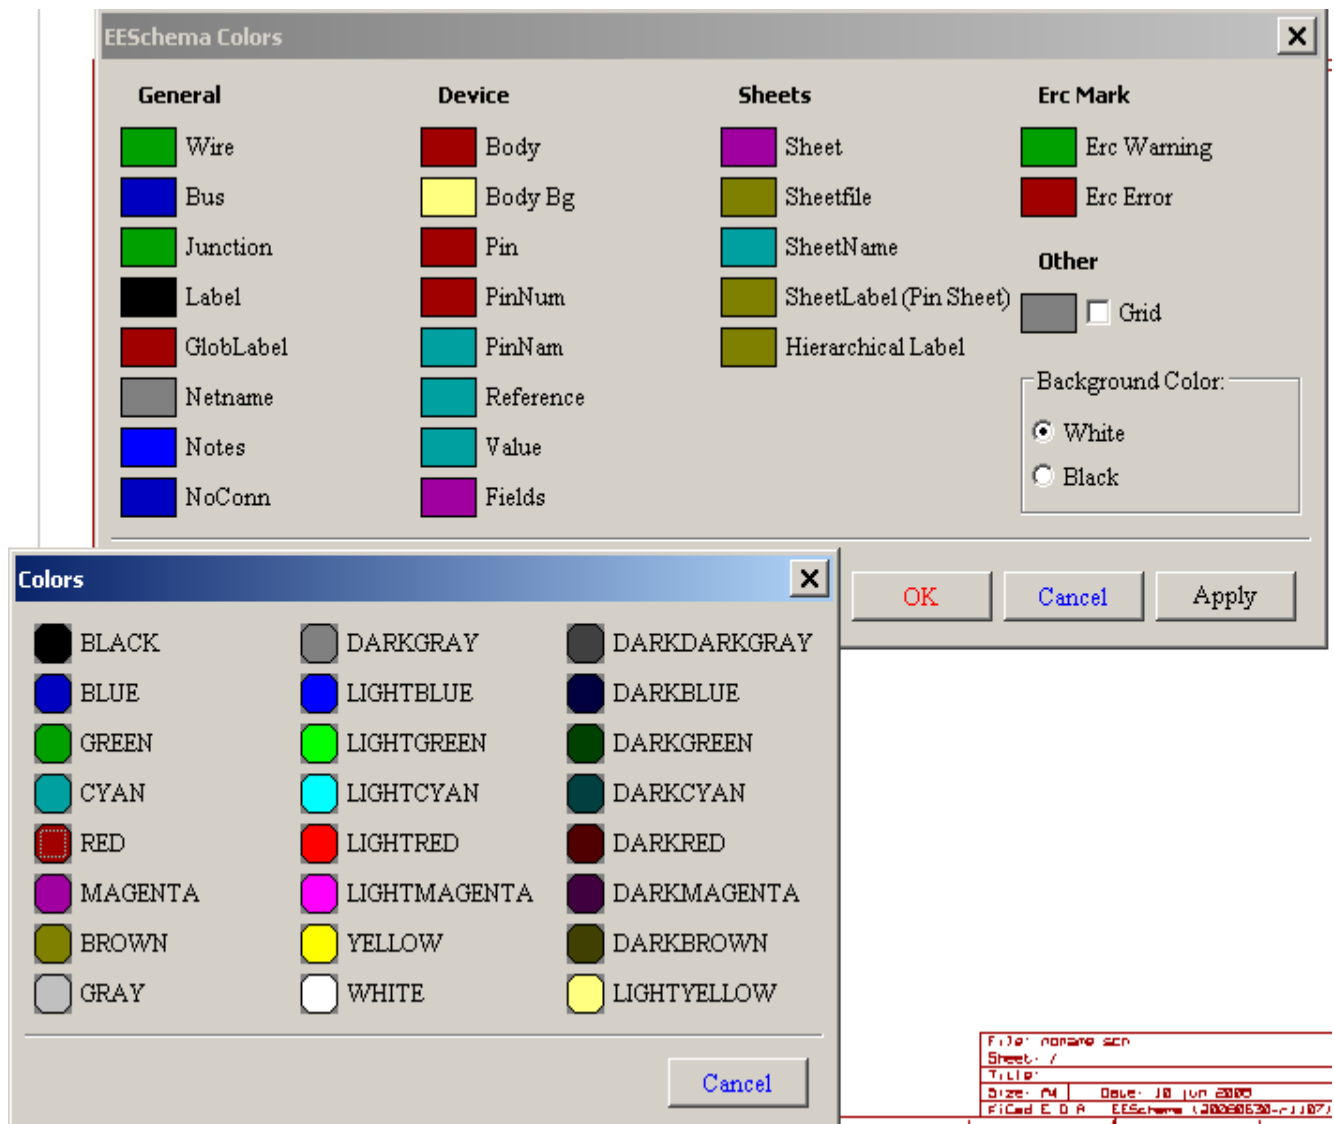 EESchema Colors
General Device Sheets Erc Mark
Wire Body Sheet Erc Warning
Bus Body Bg Sheetfile Erc Error
Junction Pin SheetName
Other
Label PinNum SheetLabel (Pin Sheet) Grid
GlobLabel PinNam Hierarchical Label
Background Color:
Netname Reference
White
Notes Value
Black
NoConn Fields
OK Cancel Apply
Colors
BLACK DARKGRAY DARKDARKGRAY
BLUE LIGHTBLUE DARKBLUE
GREEN LIGHTGREEN DARKGREEN
CYAN LIGHTCYAN DARKCYAN
RED LIGHTRED DARKRED
MAGENTA LIGHTMAGENTA DARKMAGENTA
BROWN YELLOW DARKBROWN
GRAY WHITE LIGHTYELLOW
Cancel
File: noname.sch
Sheet: /
Title:
Size: A4 Date: 10 jun
KiCad E.D.A. EESchema